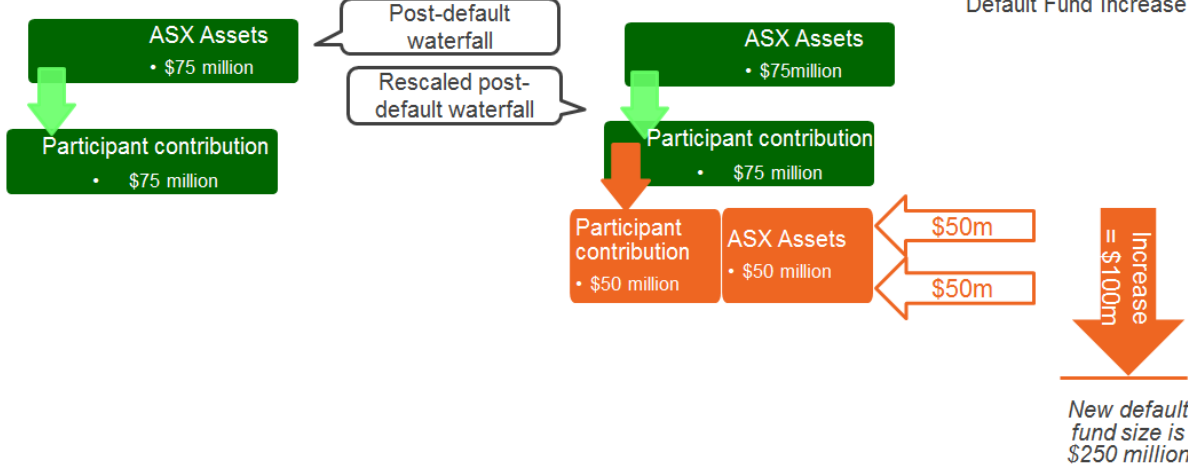 Default Fund Increase
Post-default
waterfall
ASX Assets
• $75 million
ASX Assets
• $75million
Rescaled post-
default waterfall
Participant contribution
• $75 million
Participant contribution
• $75 million
Participant
contribution
• $50 million
ASX Assets
• $50 million
$50m
$50m
Increase
= $100m
New default
fund size is
$250 million